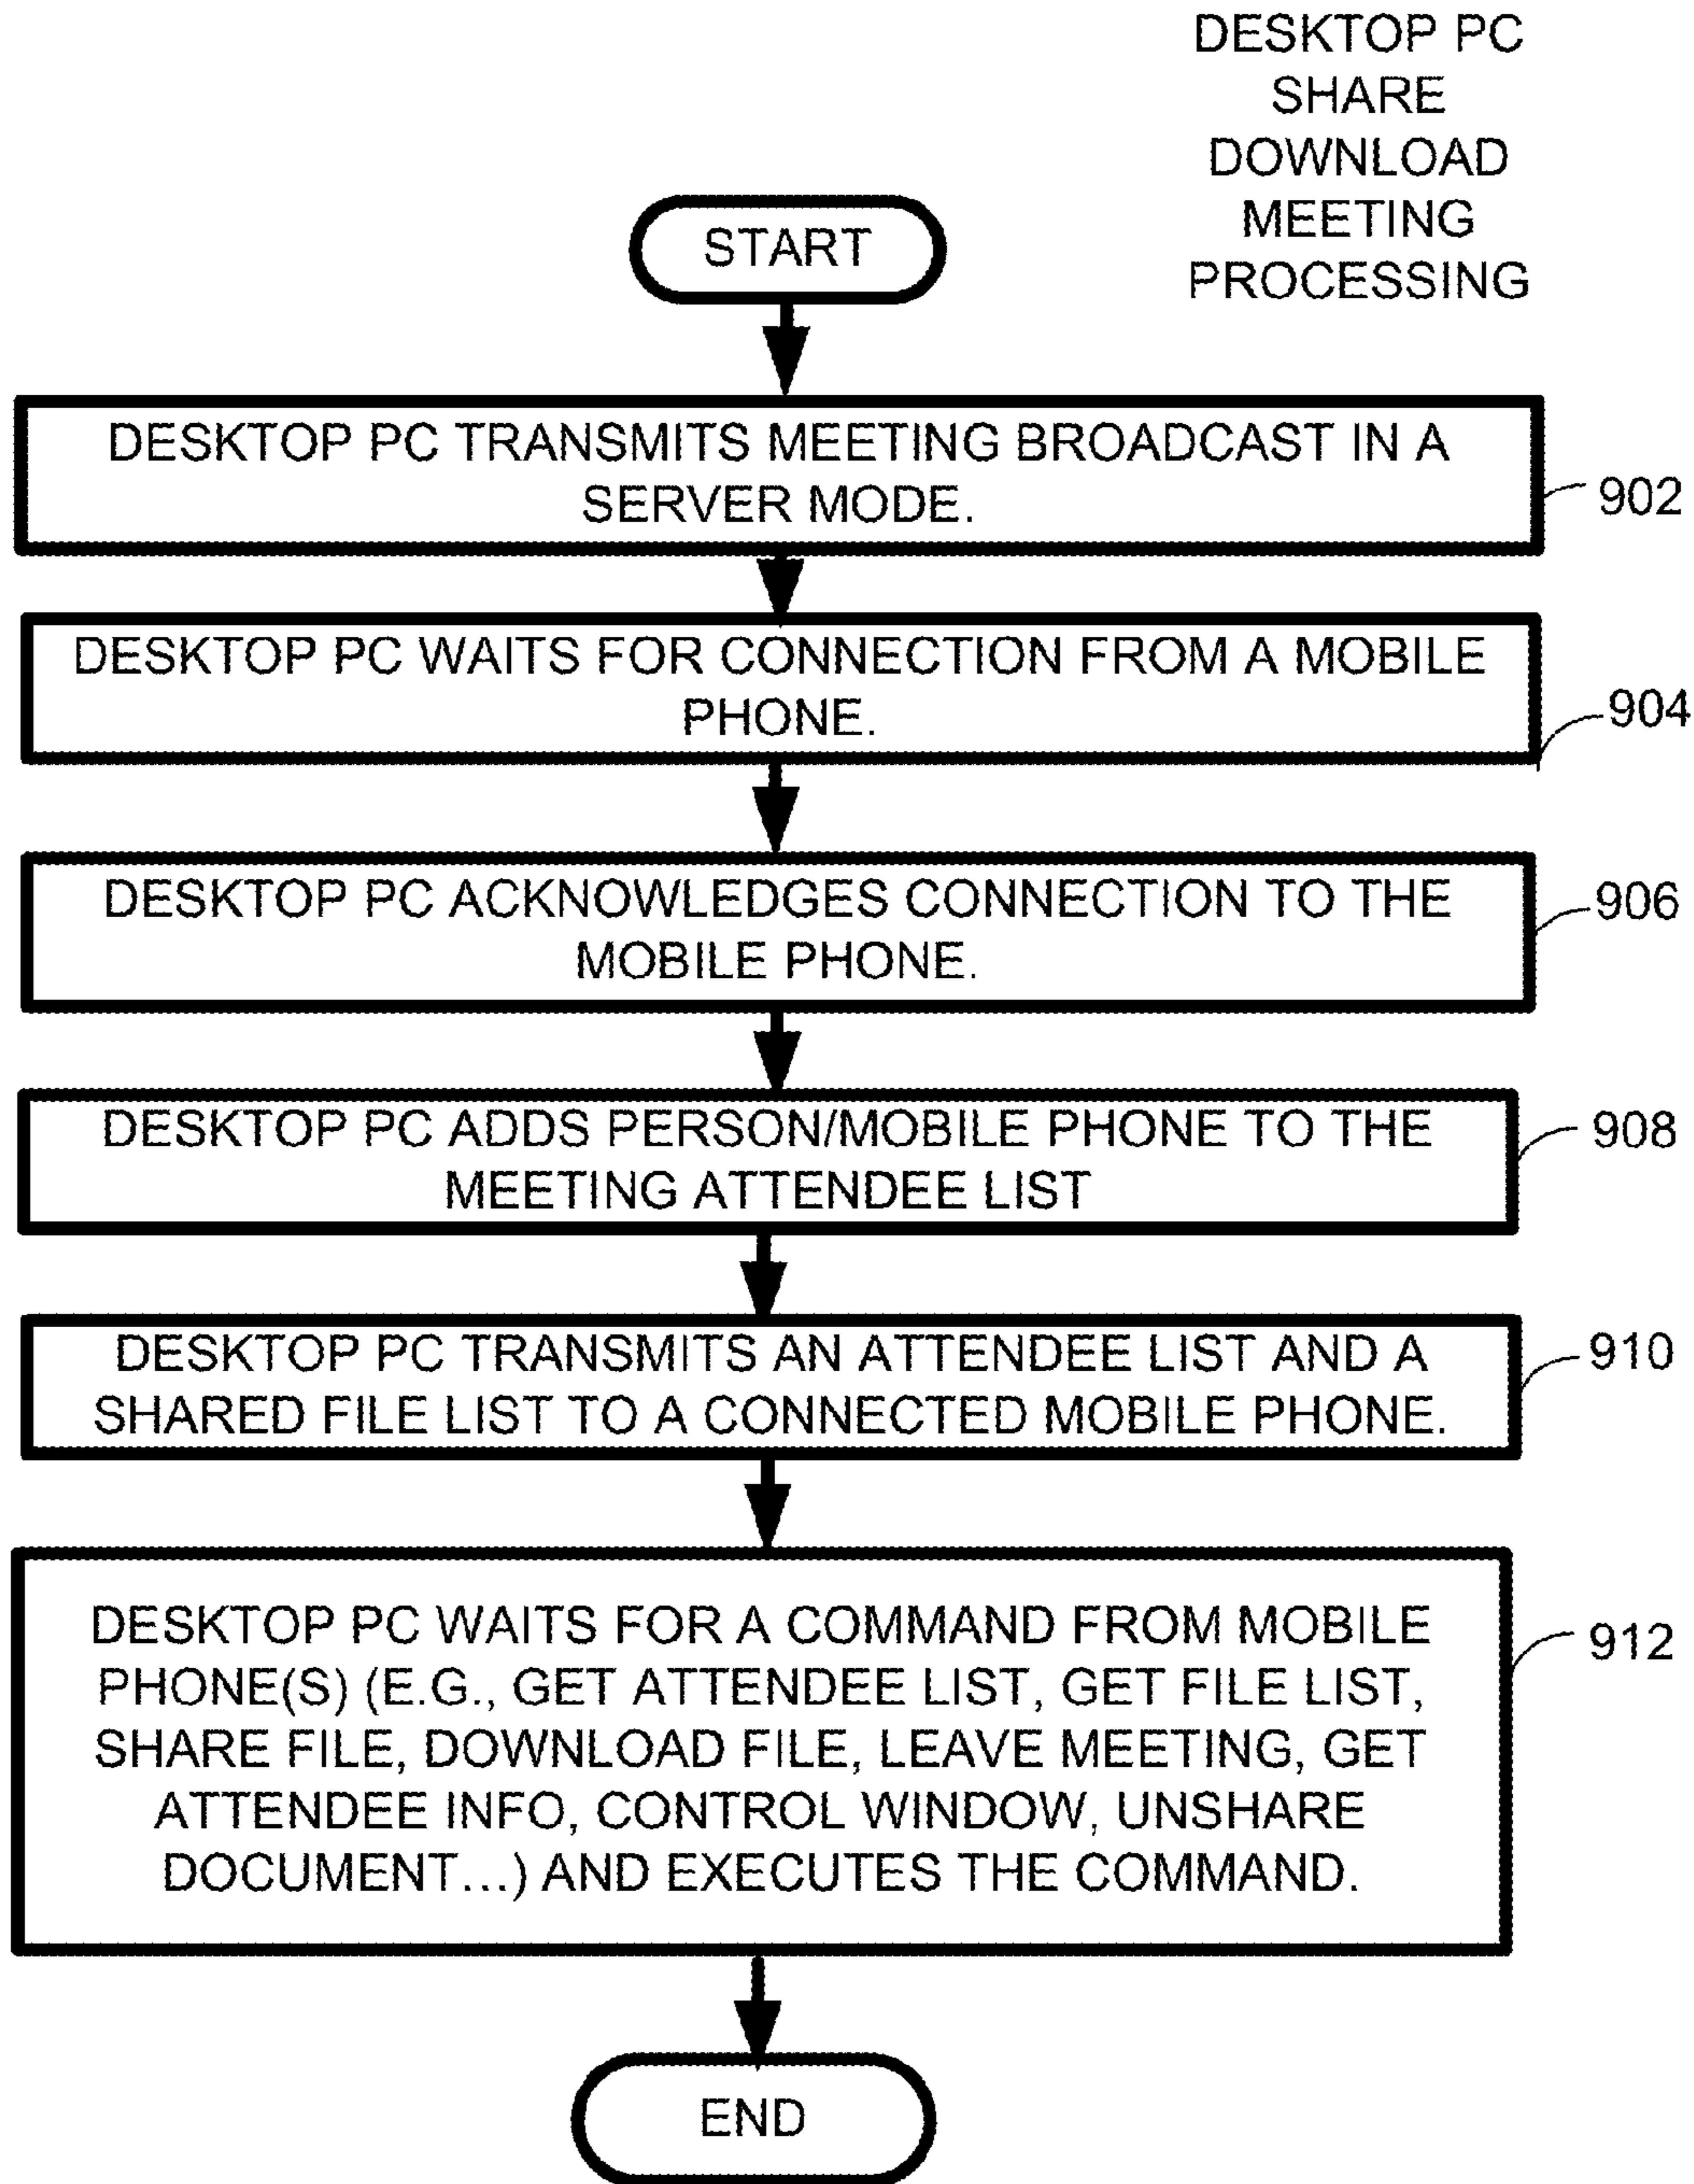 DESKTOP PC
SHARE
DOWNLOAD
MEETING
PROCESSING
START
DESKTOP PC TRANSMITS MEETING BROADCAST IN A
SERVER MODE.
902
DESKTOP PC WAITS FOR CONNECTION FROM A MOBILE
PHONE.
904
DESKTOP PC ACKNOWLEDGES CONNECTION TO THE
MOBILE PHONE.
906
DESKTOP PC ADDS PERSON/MOBILE PHONE TO THE
MEETING ATTENDEE LIST
908
DESKTOP PC TRANSMITS AN ATTENDEE LIST AND A
SHARED FILE LIST TO A CONNECTED MOBILE PHONE.
910
DESKTOP PC WAITS FOR A COMMAND FROM MOBILE
PHONE(S) (E.G., GET ATTENDEE LIST, GET FILE LIST,
SHARE FILE, DOWNLOAD FILE, LEAVE MEETING, GET
ATTENDEE INFO, CONTROL WINDOW, UNSHARE
DOCUMENT...) AND EXECUTES THE COMMAND.
912
END